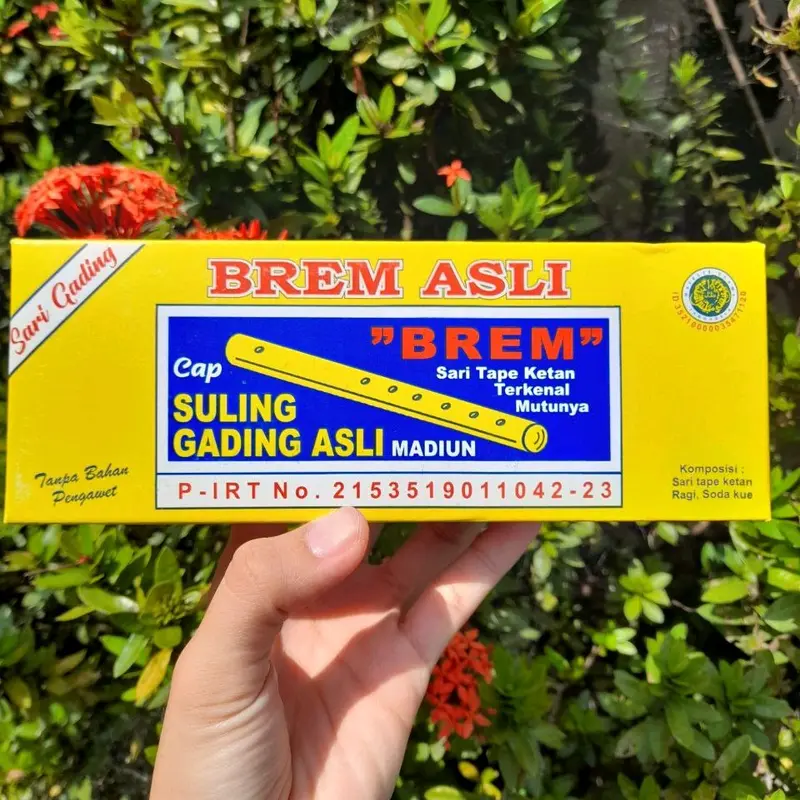 Sari Gading
BREM ASLI
"BREM"
Sari Tape Ketan
Terkenal
Mutunya
Cap
SULING
GADING ASLI MADIUN
Tanpa Bahan
Pengawet
P-IRT No. 2153519011042-23
Komposisi :
Sari tape ketan
Ragi, Soda kue